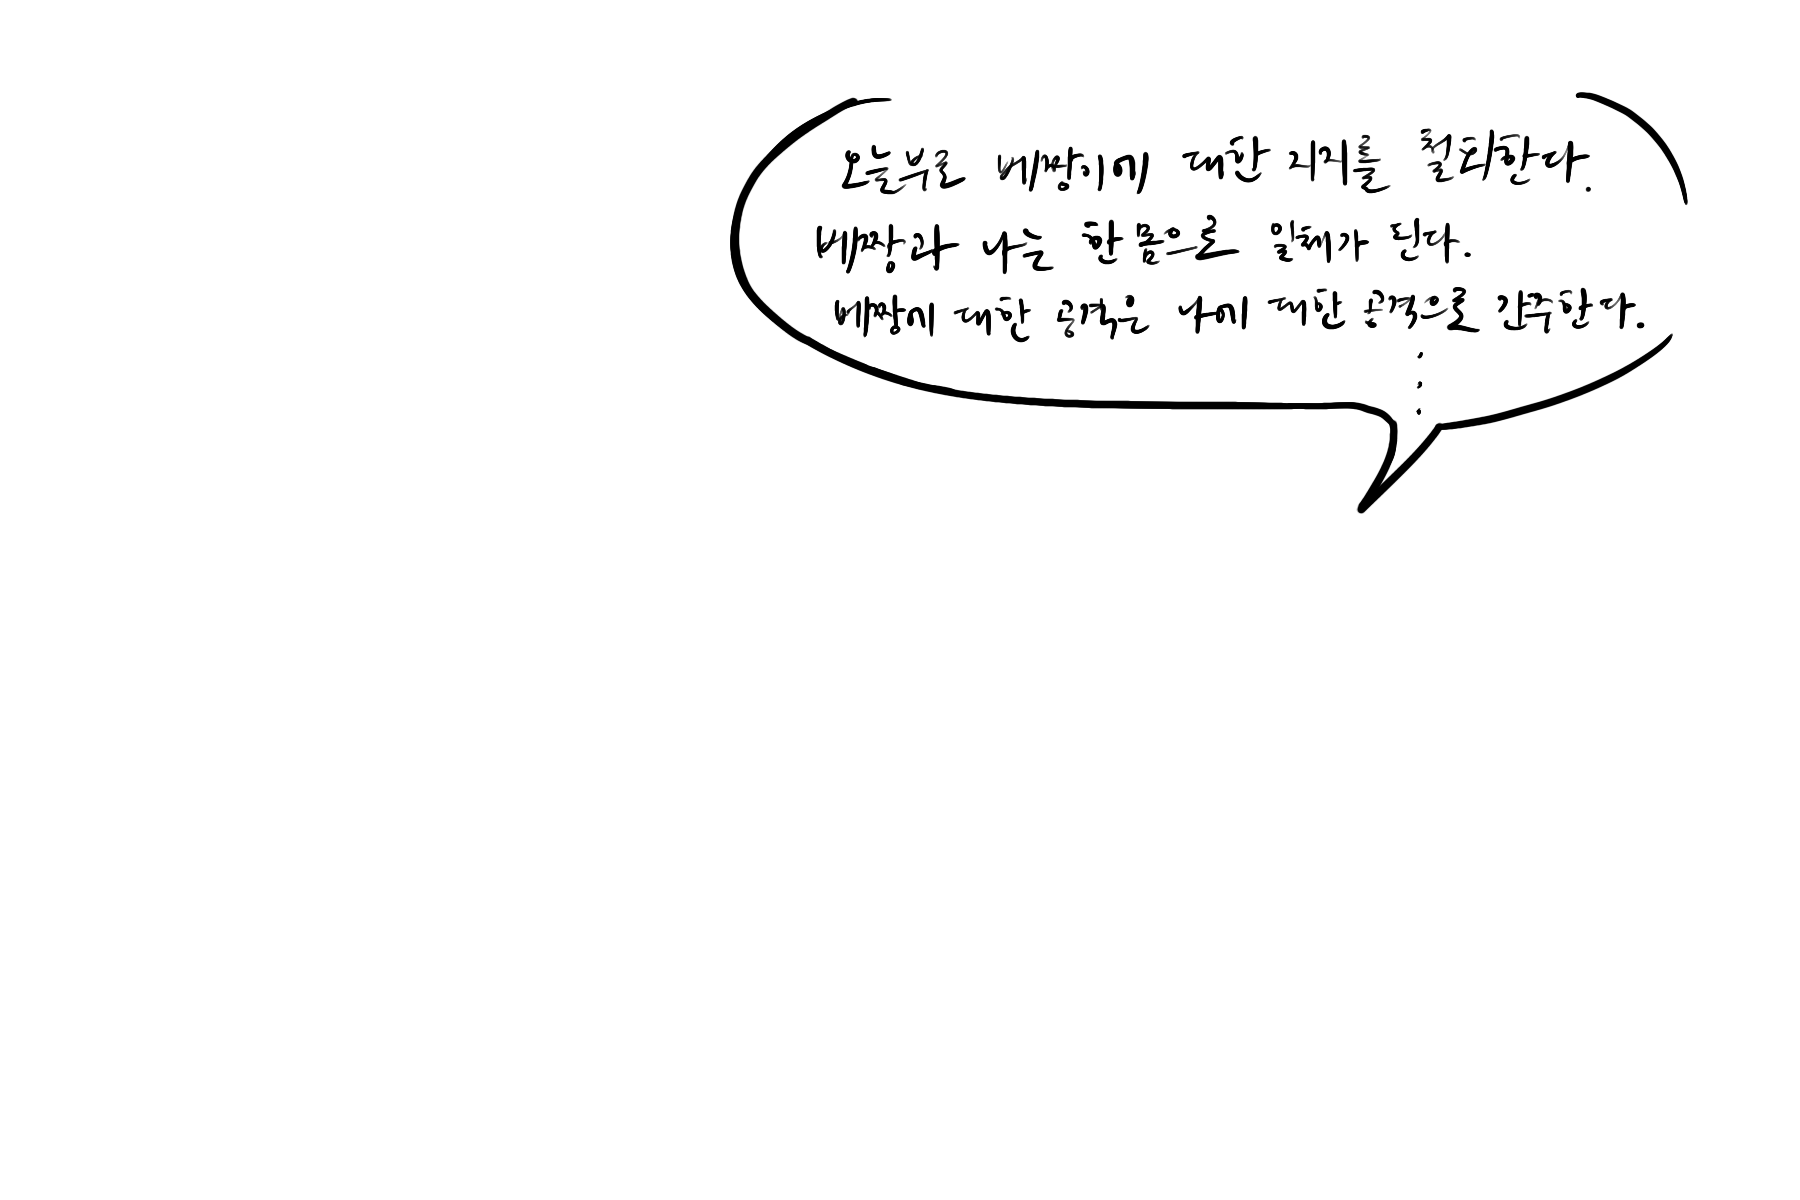 오늘부로 베짱이에 대한 지지를 철회한다.
베짱과 나는 한몸으로 일체가 된다.
베짱에 대한 공격은 나에 대한 공격으로 간주한다.